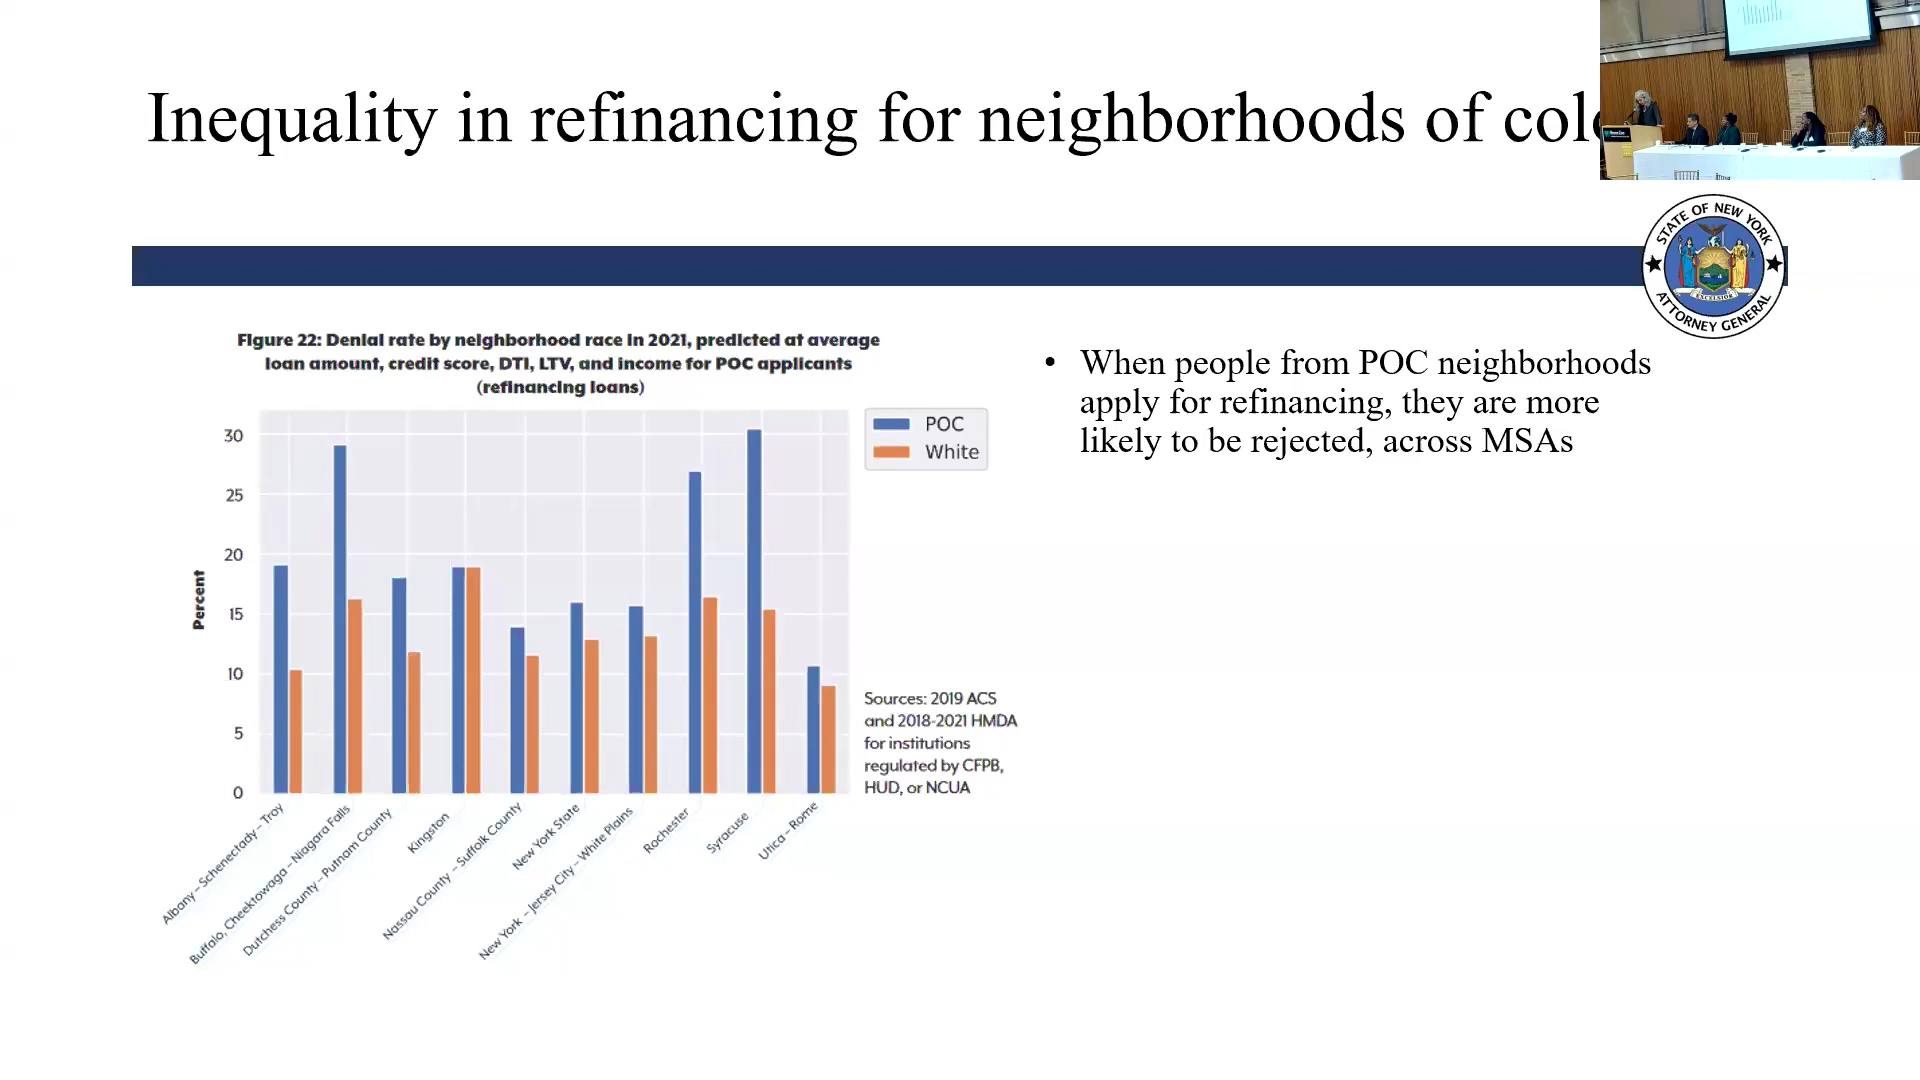 Inequality in refinancing for neighborhoods of
STATE OF NEW YORK
ATTORNEY GENERAL
EXCELSIOR
Figure 22: Denial rate by neighborhood race in 2021, predicted at average
loan amount, credit score, DTI, LTV, and income for POC applicants
(refinancing loans)
POC
White
Percent
30
25
20
15
10
5
0
Albany – Schenectady – Troy
Buffalo, Cheektowaga – Niagara Falls
Dutchess County – Putnam County
Kingston
Nassau County – Suffolk County
New York State
New York – Jersey City – White Plains
Rochester
Syracuse
Utica – Rome
Sources: 2019 ACS
and 2018-2021 HMDA
for institutions
regulated by CFPB,
HUD, or NCUA
• When people from POC neighborhoods
apply for refinancing, they are more
likely to be rejected, across MSAs